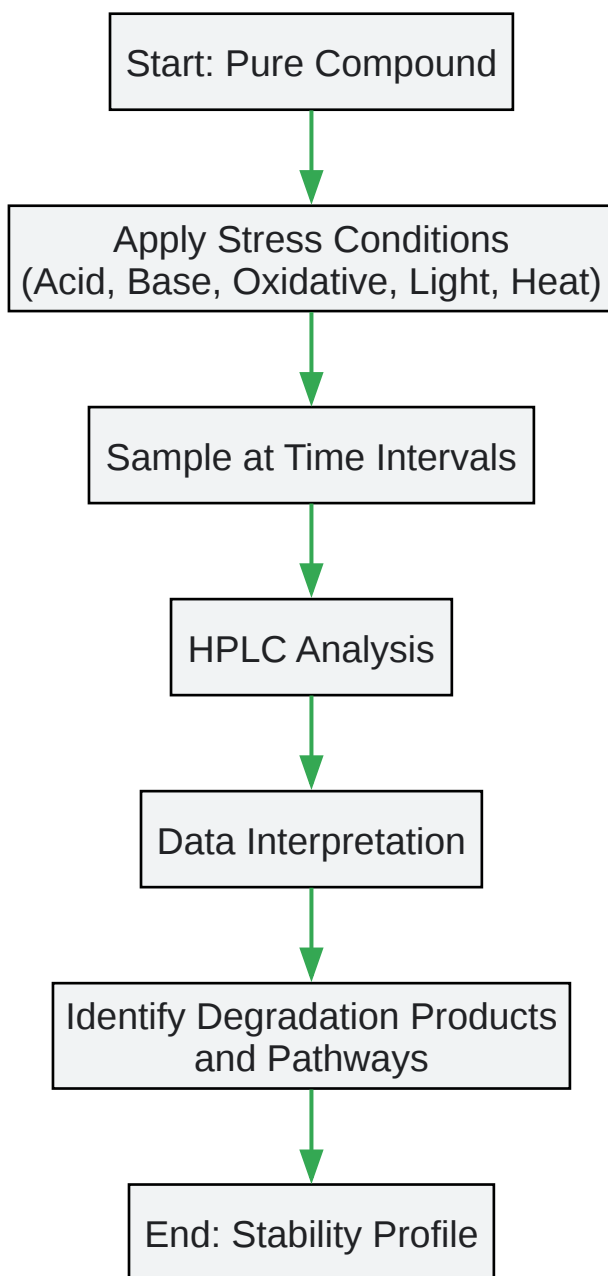 Start: Pure Compound
Apply Stress Conditions
(Acid, Base, Oxidative, Light, Heat)
Sample at Time Intervals
HPLC Analysis
Data Interpretation
Identify Degradation Products
and Pathways
End: Stability Profile